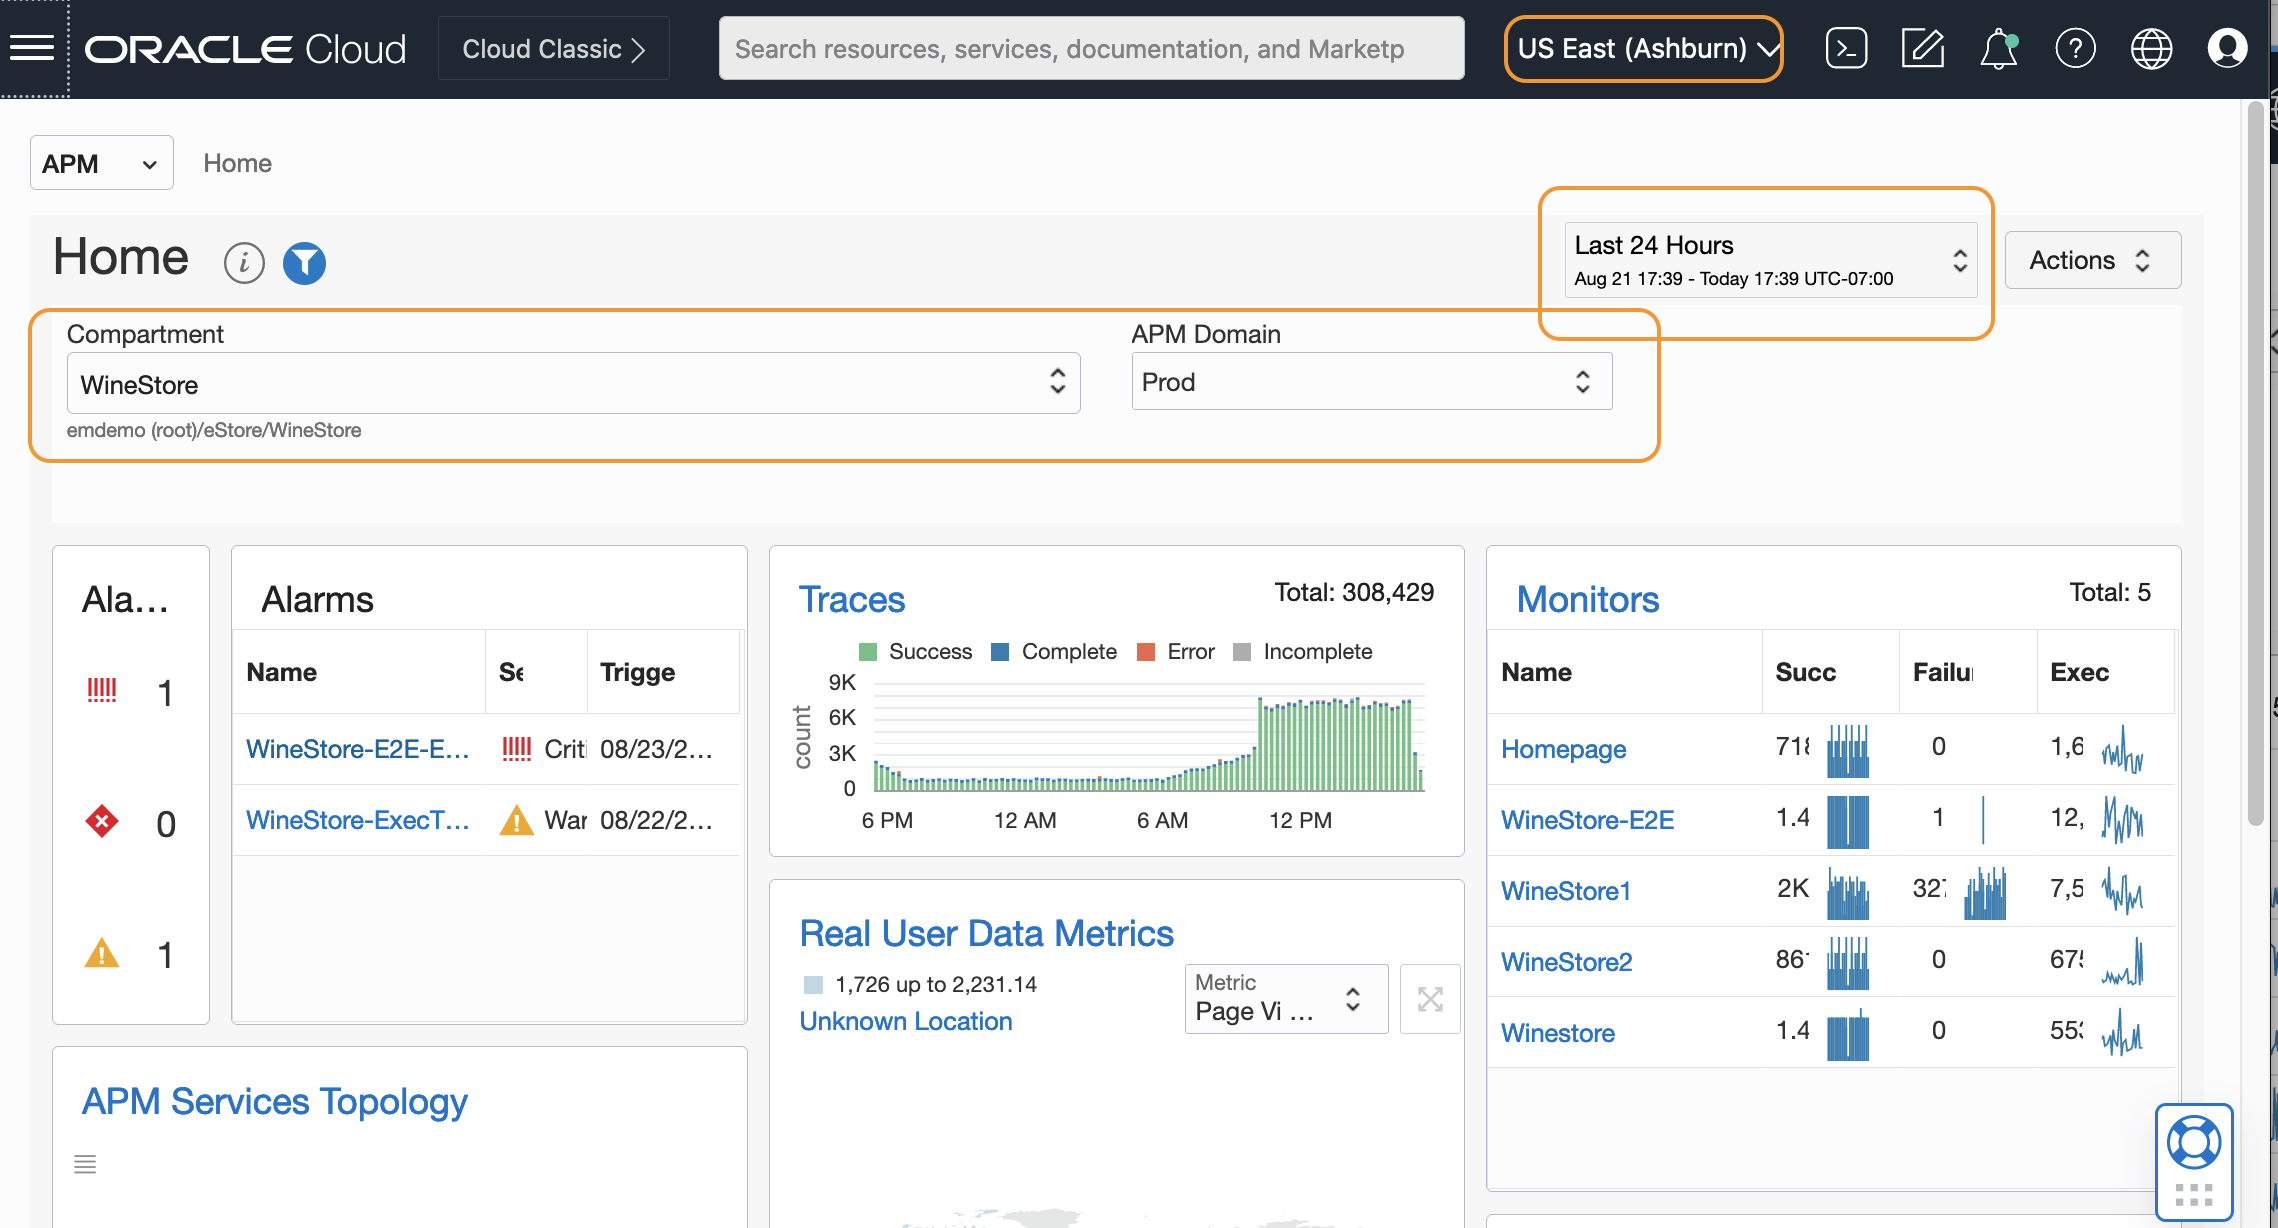 ORACLE Cloud
Cloud Classic
Search resources, services, documentation, and Marketp
US East (Ashburn)
APM
Home
Home
Last 24 Hours
Aug 21 17:39 - Today 17:39 UTC-07:00
Actions
Compartment
WineStore
emdemo (root)/eStore/WineStore
APM Domain
Prod
Ala...
1
0
1
Alarms
Name
Se
Trigge
WineStore-E2E-E...
Criti
08/23/2...
WineStore-ExecT...
War
08/22/2...
Traces
Total: 308,429
Success
Complete
Error
Incomplete
count
9K
6K
3K
0
6 PM
12 AM
6 AM
12 PM
Real User Data Metrics
1,726 up to 2,231.14
Unknown Location
Metric
Page Vi ...
Monitors
Total: 5
Name
Succ
Failu
Exec
Homepage
718
0
1,6
WineStore-E2E
1.4
1
12,
WineStore1
2K
327
7,5
WineStore2
861
0
675
Winestore
1.4
0
553
APM Services Topology